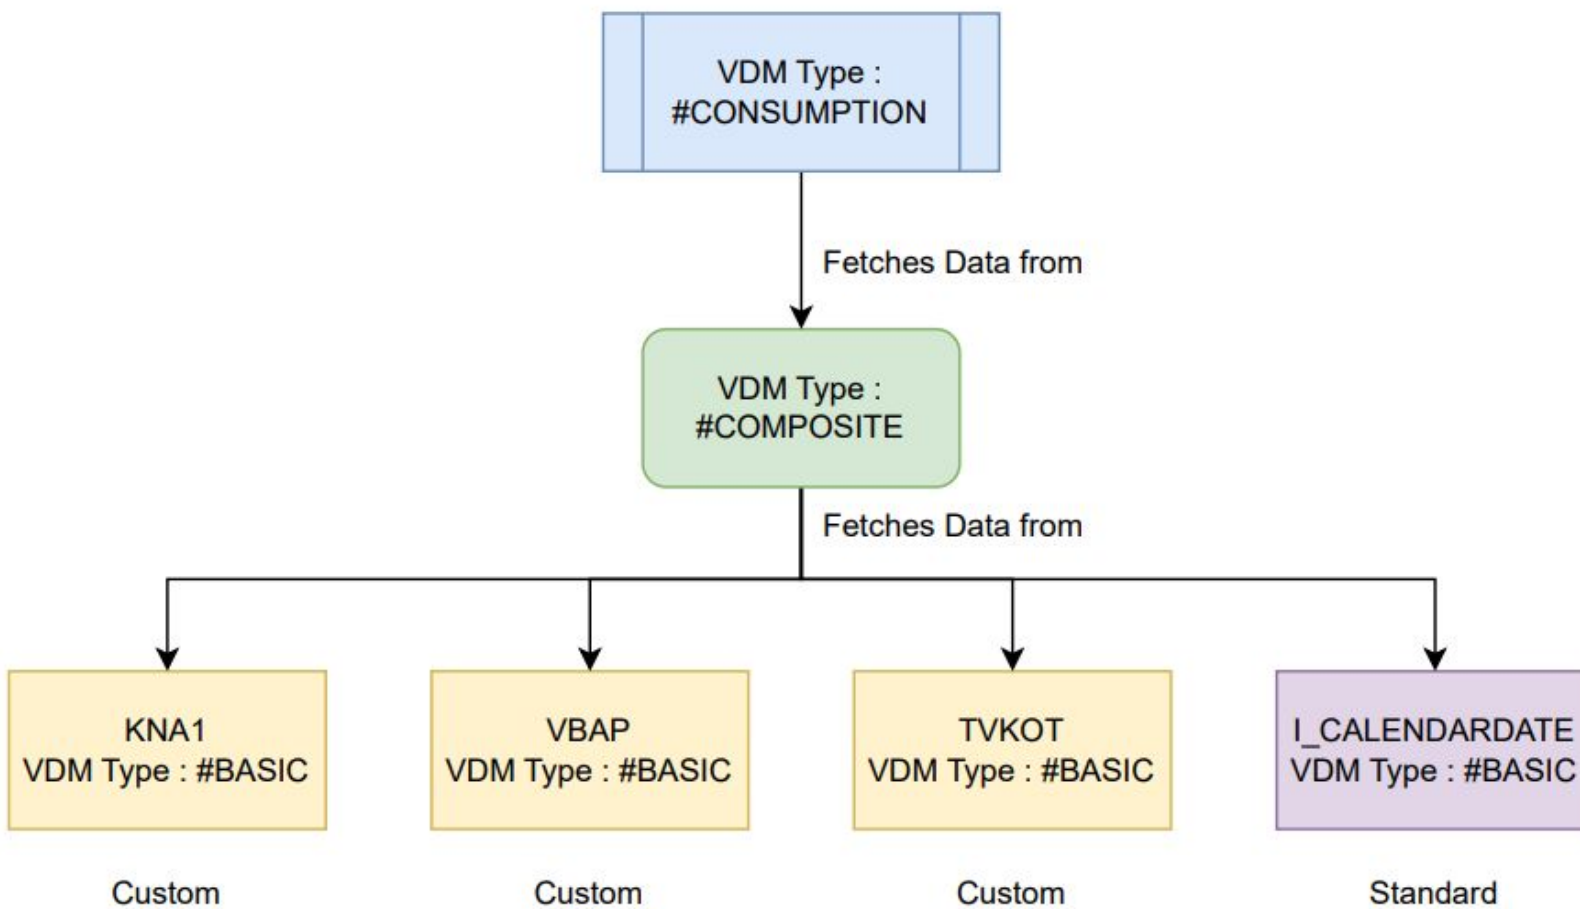 VDM Type :
#CONSUMPTION
Fetches Data from
VDM Type :
#COMPOSITE
Fetches Data from
KNA1
VDM Type : #BASIC
VBAP
VDM Type : #BASIC
TVKOT
VDM Type : #BASIC
I_CALENDARDATE
VDM Type : #BASIC
Custom
Custom
Custom
Standard